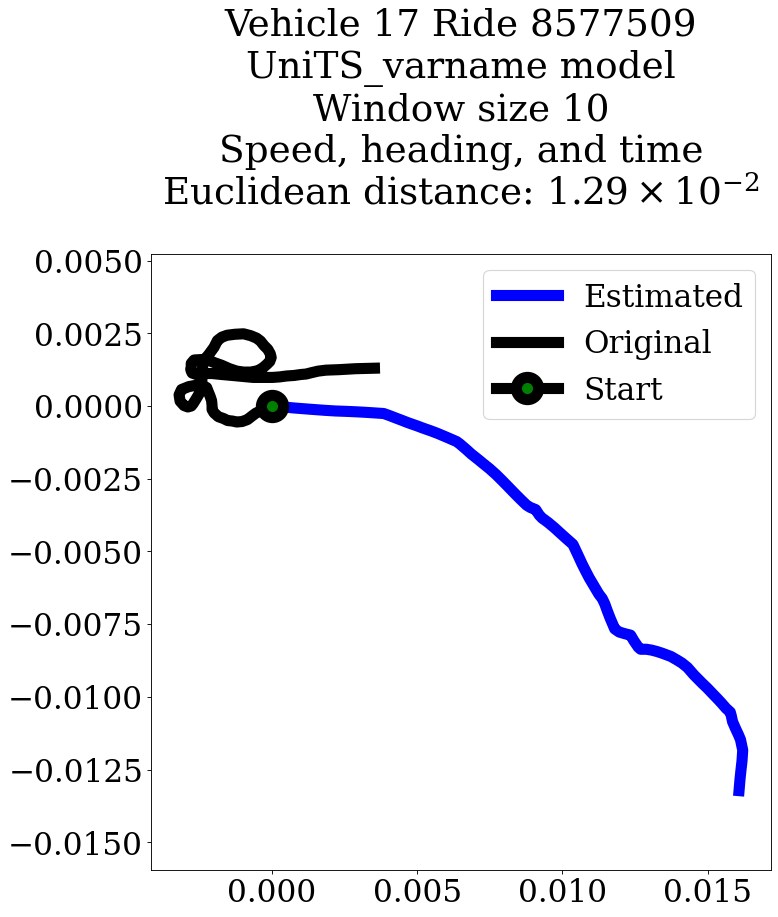 Vehicle 17 Ride 8577509
UniTS_varname model
Window size 10
Speed, heading, and time
Euclidean distance: 1.29 × 10⁻²
0.0050
0.0025
0.0000
−0.0025
−0.0050
−0.0075
−0.0100
−0.0125
−0.0150
Estimated
Original
Start
0.000 0.005 0.010 0.015